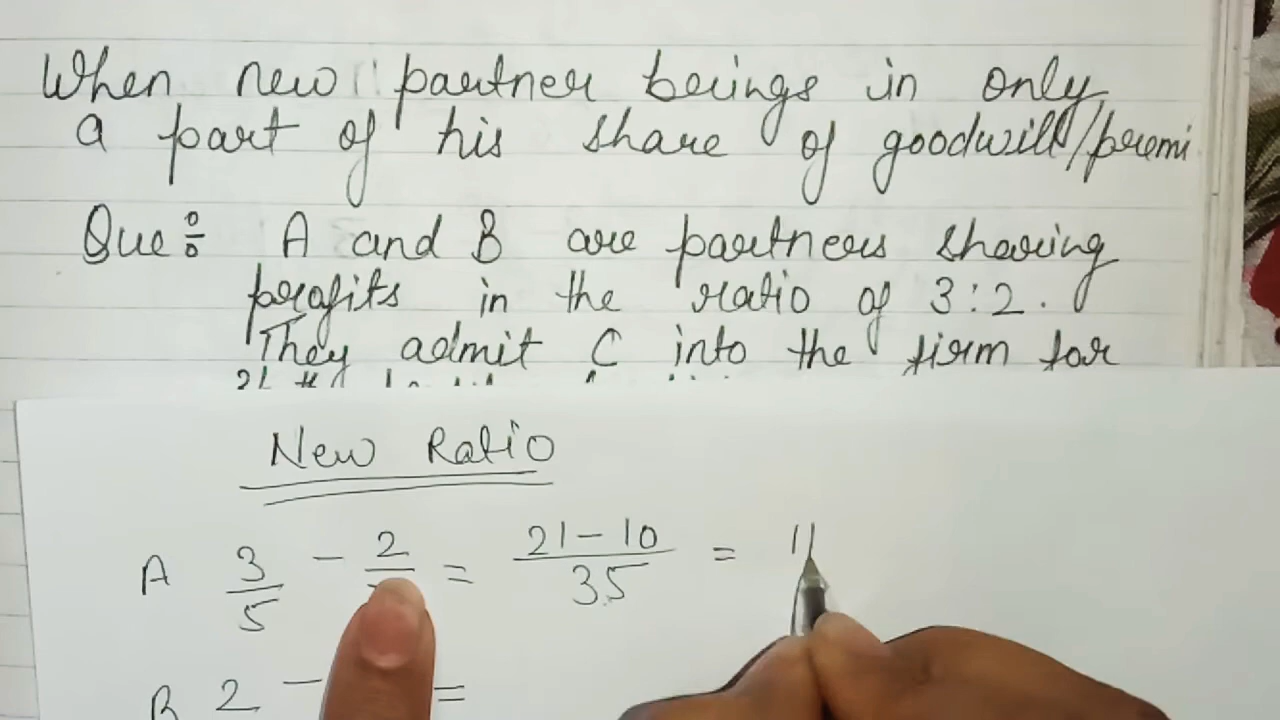 When new partner brings in only
a part of his share of goodwill/premi
Que: A and B are partners sharing
profits in the ratio of 3:2.
They admit C into the firm for
New Ratio
A 3/5 - 2/ = 21-10/35 = 11
B 2 - =